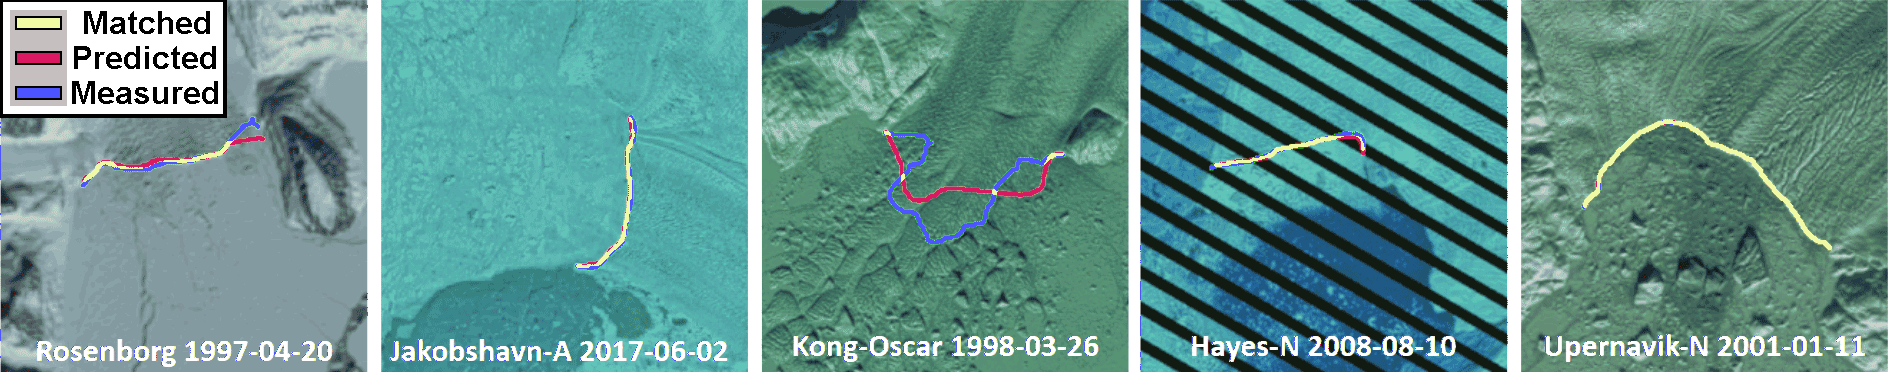 Matched
Predicted
Measured
Rosenborg 1997-04-20
Jakobshavn-A 2017-06-02
Kong-Oscar 1998-03-26
Hayes-N 2008-08-10
Upernavik-N 2001-01-11